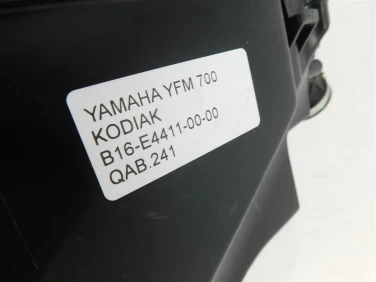 YAMAHA YFM 700
KODIAK
B16-E4411-00-00
QAB.241